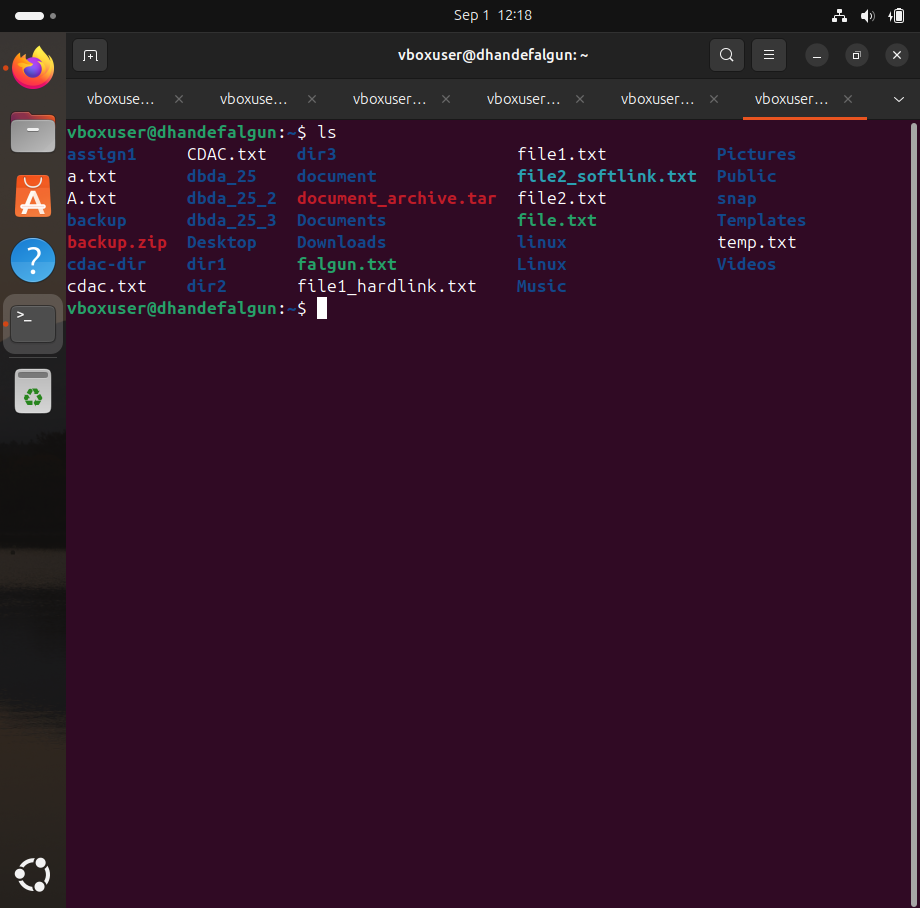 Sep 1 12:18
vboxuser@dhandefalgun: ~
vboxuse… vboxuse… vboxuser… vboxuser… vboxuser… vboxuser…
vboxuser@dhandefalgun:~$ ls
assign1 CDAC.txt dir3 file1.txt Pictures
a.txt dbda_25 document file2_softlink.txt Public
A.txt dbda_25_2 document_archive.tar file2.txt snap
backup dbda_25_3 Documents file.txt Templates
backup.zip Desktop Downloads linux temp.txt
cdac-dir dir1 falgun.txt Linux Videos
cdac.txt dir2 file1_hardlink.txt Music
vboxuser@dhandefalgun:~$